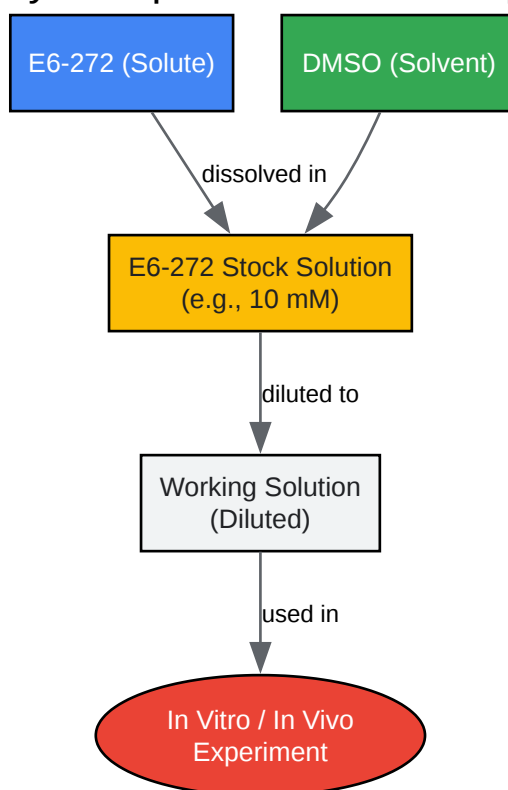 E6-272 (Solute)
DMSO (Solvent)
dissolved in
E6-272 Stock Solution
(e.g., 10 mM)
diluted to
Working Solution
(Diluted)
used in
In Vitro / In Vivo
Experiment